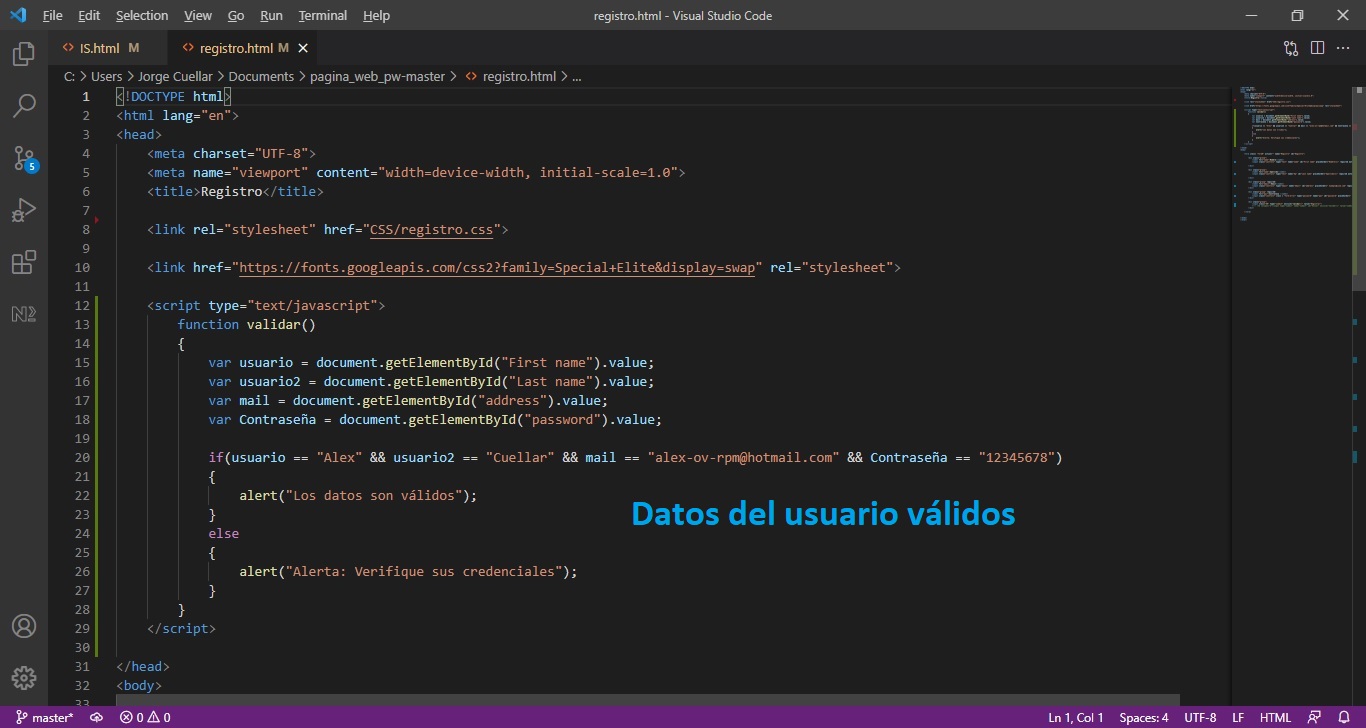 File Edit Selection View Go Run Terminal Help registro.html - Visual Studio Code
IS.html M registro.html M
C: > Users > Jorge Cuellar > Documents > pagina_web_pw-master > <> registro.html > ...
1 <!DOCTYPE html>
2 <html lang="en">
3 <head>
4 <meta charset="UTF-8">
5 <meta name="viewport" content="width=device-width, initial-scale=1.0">
6 <title>Registro</title>
7
8 <link rel="stylesheet" href="CSS/registro.css">
9
10 <link href="https://fonts.googleapis.com/css2?family=Special+Elite&display=swap" rel="stylesheet">
11
12 <script type="text/javascript">
13 function validar()
14 {
15 var usuario = document.getElementById("First name").value;
16 var usuario2 = document.getElementById("Last name").value;
17 var mail = document.getElementById("address").value;
18 var Contraseña = document.getElementById("password").value;
19
20 if(usuario == "Alex" && usuario2 == "Cuellar" && mail == "alex-ov-rpm@hotmail.com" && Contraseña == "12345678")
21 {
22 alert("Los datos son válidos");
23 }
Datos del usuario válidos
24 else
25 {
26 alert("Alerta: Verifique sus credenciales");
27 }
28 }
29 </script>
30
31 </head>
32 <body>
33
5
master* 0 0 Ln 1, Col 1 Spaces: 4 UTF-8 LF HTML